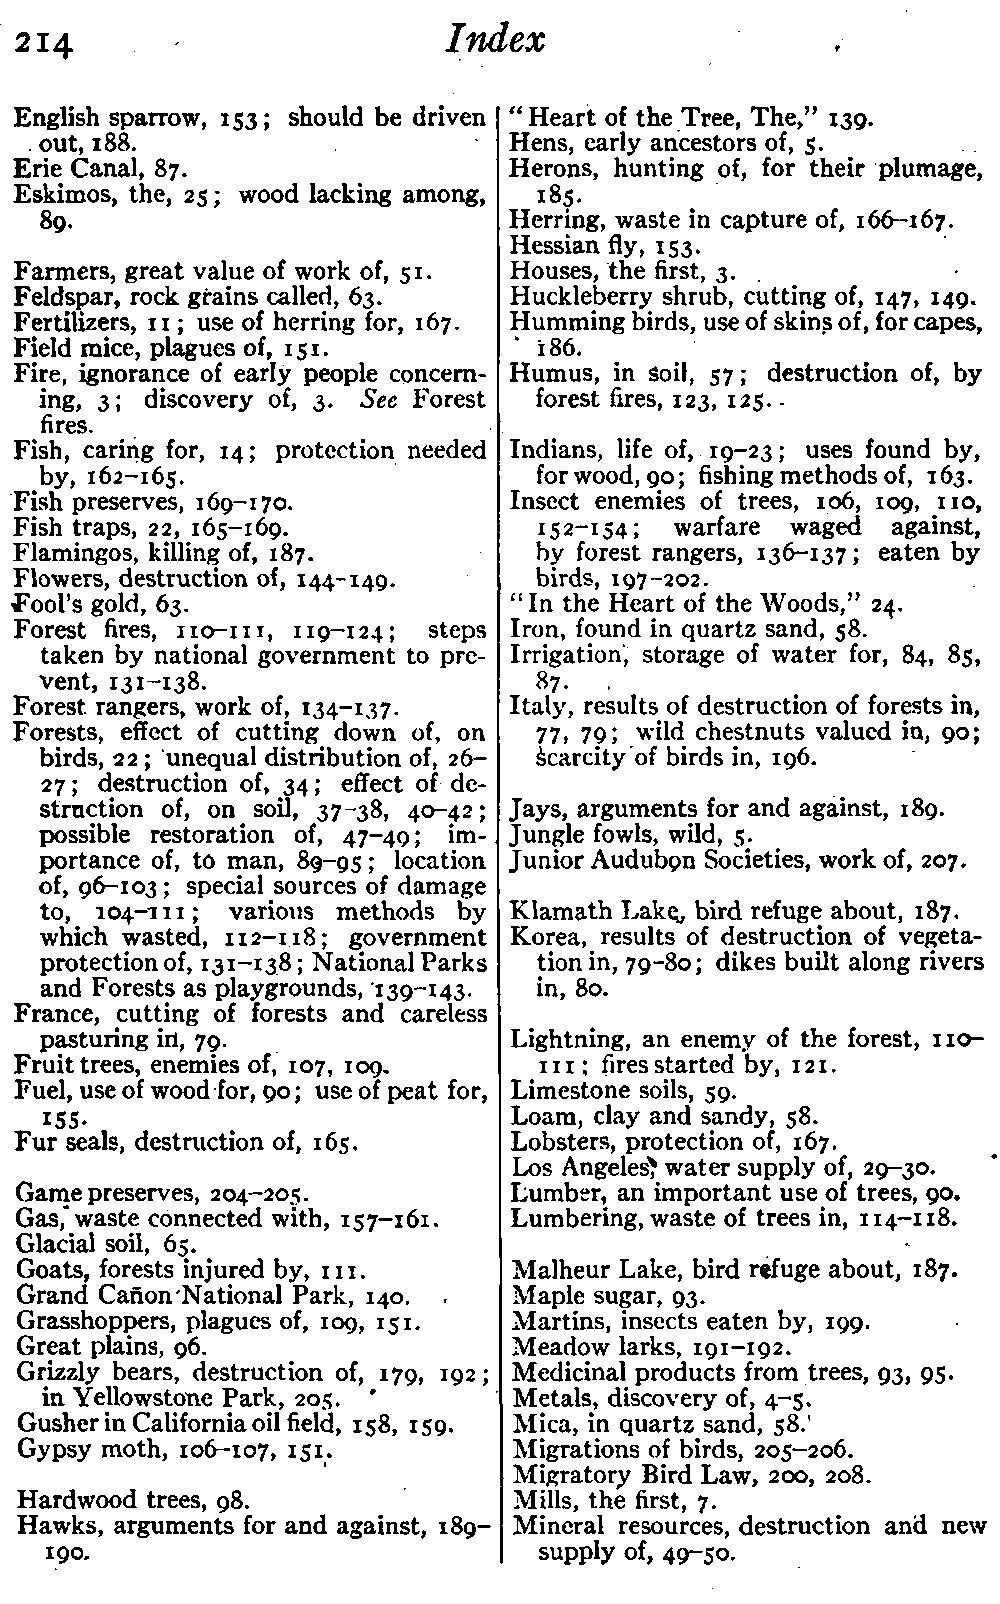 214
Index
English sparrow, 153; should be driven
out, 188.
Erie Canal, 87.
Eskimos, the, 25; wood lacking among,
89.
Farmers, great value of work of, 51.
Feldspar, rock grains called, 63.
Fertilizers, 11; use of herring for, 167.
Field mice, plagues of, 151.
Fire, ignorance of early people concern-
ing, 3; discovery of, 3. See Forest
fires.
Fish, caring for, 14; protection needed
by, 162–165.
Fish preserves, 169–170.
Fish traps, 22, 165–169.
Flamingos, killing of, 187.
Flowers, destruction of, 144–149.
Fool's gold, 63.
Forest fires, 110–111, 119–124; steps
taken by national government to pre-
vent, 131–138.
Forest rangers, work of, 134–137.
Forests, effect of cutting down of, on
birds, 22; unequal distribution of, 26–
27; destruction of, 34; effect of de-
struction of, on soil, 37–38, 40–42;
possible restoration of, 47–49; im-
portance of, to man, 89–95; location
of, 96–103; special sources of damage
to, 104–111; various methods by
which wasted, 112–118; government
protection of, 131–138; National Parks
and Forests as playgrounds, 139–143.
France, cutting of forests and careless
pasturing in, 79.
Fruit trees, enemies of, 107, 109.
Fuel, use of wood for, 90; use of peat for,
155.
Fur seals, destruction of, 165.
Game preserves, 204–205.
Gas, waste connected with, 157–161.
Glacial soil, 65.
Goats, forests injured by, 111.
Grand Cañon National Park, 140.
Grasshoppers, plagues of, 109, 151.
Great plains, 96.
Grizzly bears, destruction of, 179, 192;
in Yellowstone Park, 205.
Gusher in California oil field, 158, 159.
Gypsy moth, 106–107, 151.
Hardwood trees, 98.
Hawks, arguments for and against, 189–
190.
"Heart of the Tree, The," 139.
Hens, early ancestors of, 5.
Herons, hunting of, for their plumage,
185.
Herring, waste in capture of, 166–167.
Hessian fly, 153.
Houses, the first, 3.
Huckleberry shrub, cutting of, 147, 149.
Humming birds, use of skins of, for capes,
186.
Humus, in soil, 57; destruction of, by
forest fires, 123, 125.
Indians, life of, 19–23; uses found by,
for wood, 90; fishing methods of, 163.
Insect enemies of trees, 106, 109, 110,
152–154; warfare waged against,
by forest rangers, 136–137; eaten by
birds, 197–202.
"In the Heart of the Woods," 24.
Iron, found in quartz sand, 58.
Irrigation, storage of water for, 84, 85,
87.
Italy, results of destruction of forests in,
77, 79; wild chestnuts valued in, 90;
scarcity of birds in, 196.
Jays, arguments for and against, 189.
Jungle fowls, wild, 5.
Junior Audubon Societies, work of, 207.
Klamath Lake, bird refuge about, 187.
Korea, results of destruction of vegeta-
tion in, 79–80; dikes built along rivers
in, 80.
Lightning, an enemy of the forest, 110–
111; fires started by, 121.
Limestone soils, 59.
Loam, clay and sandy, 58.
Lobsters, protection of, 167.
Los Angeles, water supply of, 29–30.
Lumber, an important use of trees, 90.
Lumbering, waste of trees in, 114–118.
Malheur Lake, bird refuge about, 187.
Maple sugar, 93.
Martins, insects eaten by, 199.
Meadow larks, 191–192.
Medicinal products from trees, 93, 95.
Metals, discovery of, 4–5.
Mica, in quartz sand, 58.
Migrations of birds, 205–206.
Migratory Bird Law, 200, 208.
Mills, the first, 7.
Mineral resources, destruction and new
supply of, 49–50.